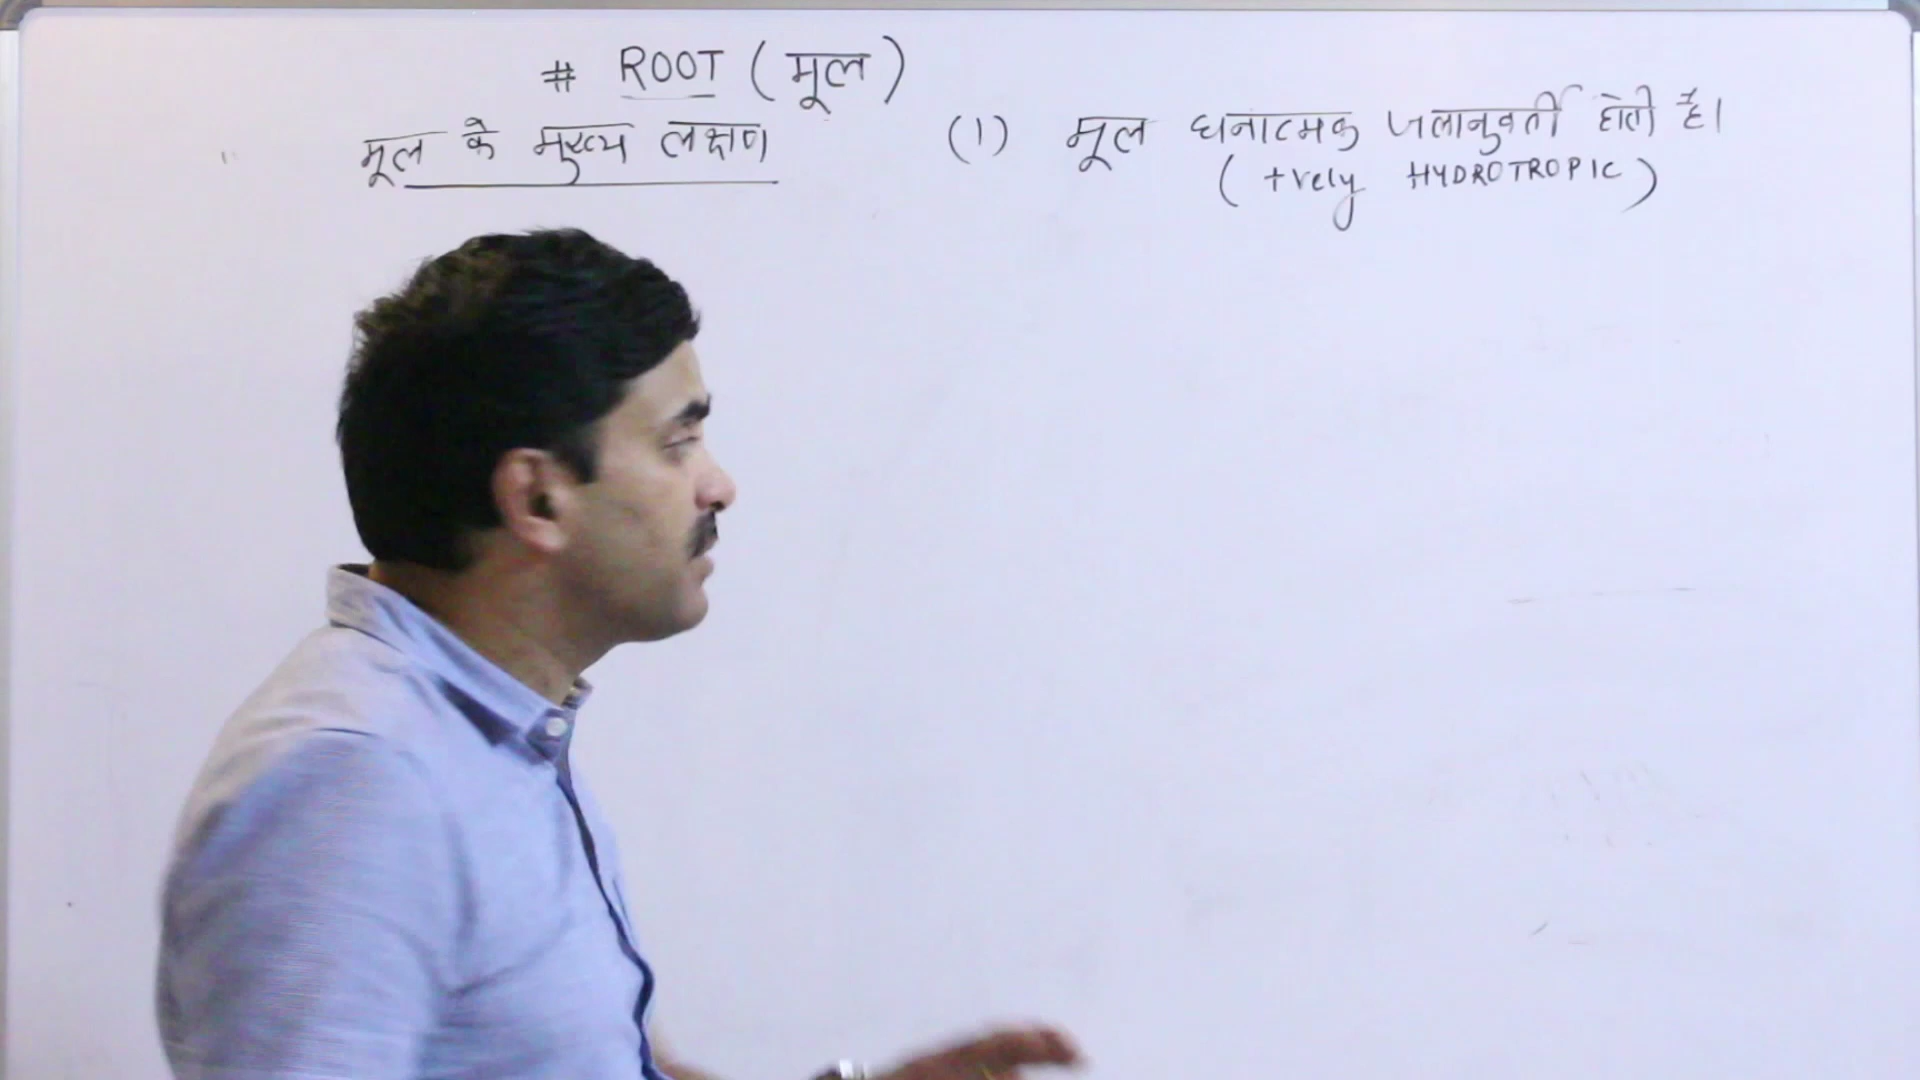 # ROOT (मूल)
मूल के मुख्य लक्षण
(1) मूल धनात्मक जलानुवर्ती होती है।
(+vely HYDROTROPIC)